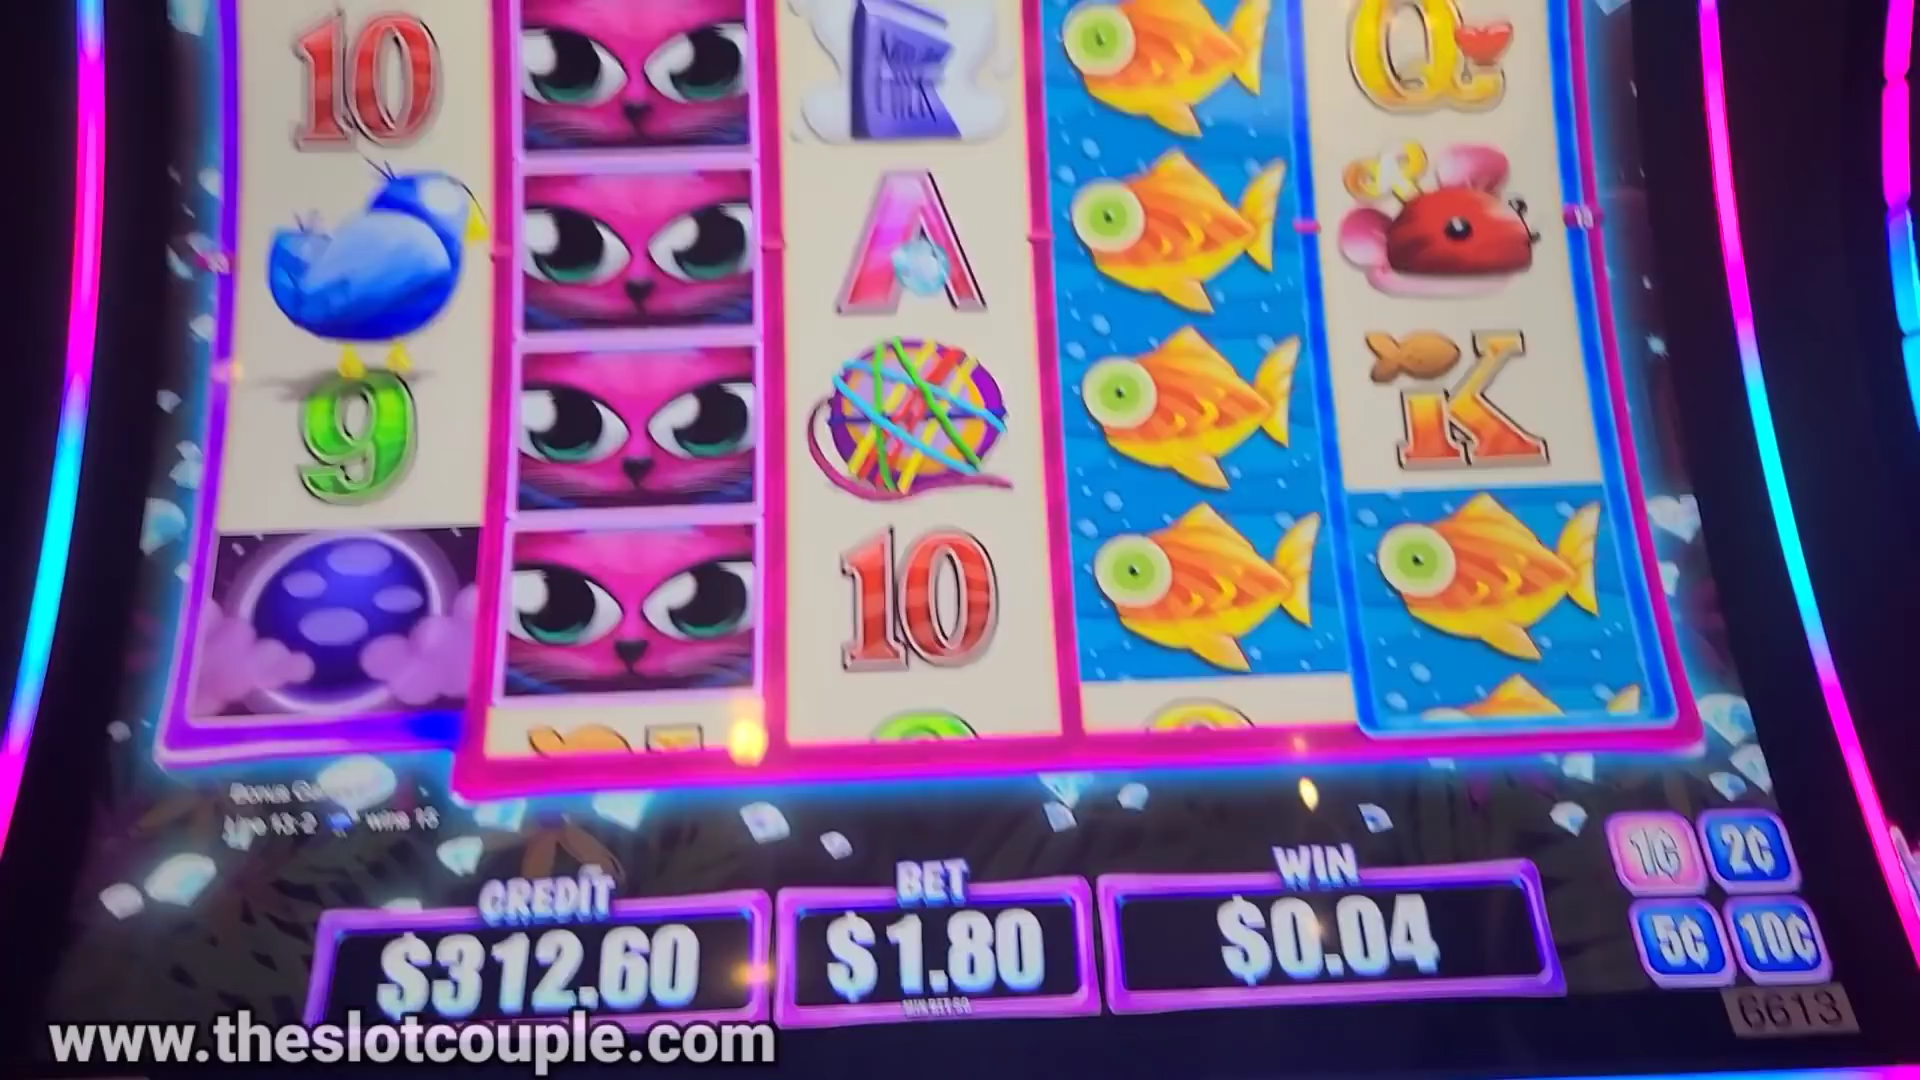 10 Q
MILK
A
9 K
10
CREDIT BET WIN
$312.60 $1.80 $0.04
1¢ 2¢
5¢ 10¢
6613
www.theslotcouple.com